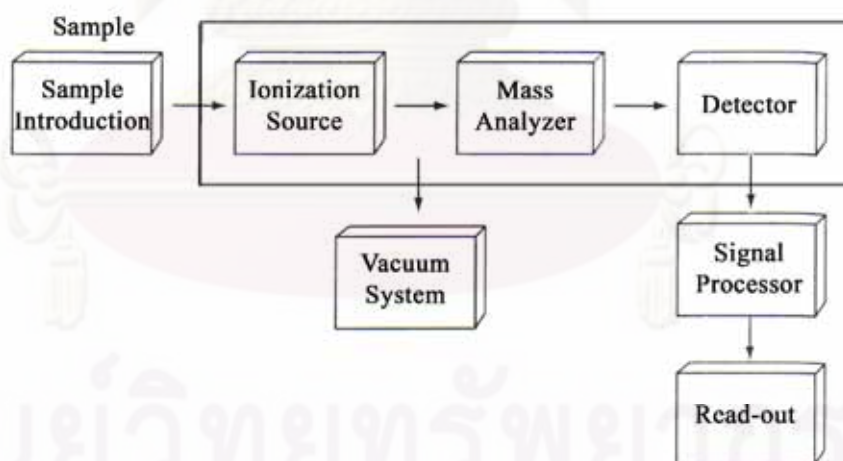 Sample
Sample
Introduction
Ionization
Source
Mass
Analyzer
Detector
Vacuum
System
Signal
Processor
Read-out